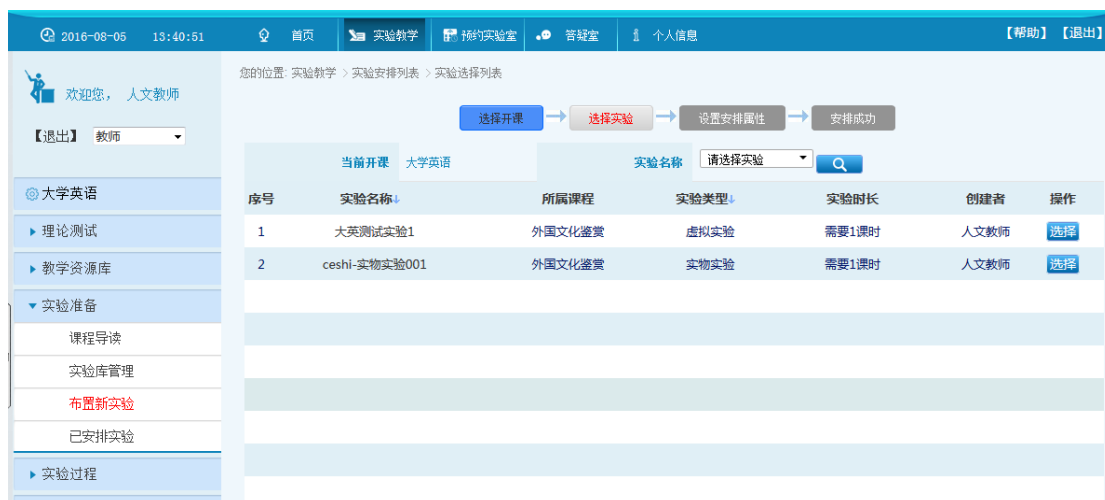 2016-08-05 13:40:51 首页 实验教学 预约实验室 答疑室 个人信息 【帮助】 【退出】
您的位置: 实验教学 > 实验安排列表 > 实验选择列表
欢迎您， 人文教师
【退出】 教师
选择开课 选择实验 设置安排属性 安排成功
当前开课 大学英语 实验名称 请选择实验
大学英语
理论测试
教学资源库
实验准备
课程导读
实验库管理
布置新实验
已安排实验
实验过程
序号 实验名称↓ 所属课程 实验类型↓ 实验时长 创建者 操作
1 大英测试实验1 外国文化鉴赏 虚拟实验 需要1课时 人文教师 选择
2 ceshi-实物实验001 外国文化鉴赏 实物实验 需要1课时 人文教师 选择